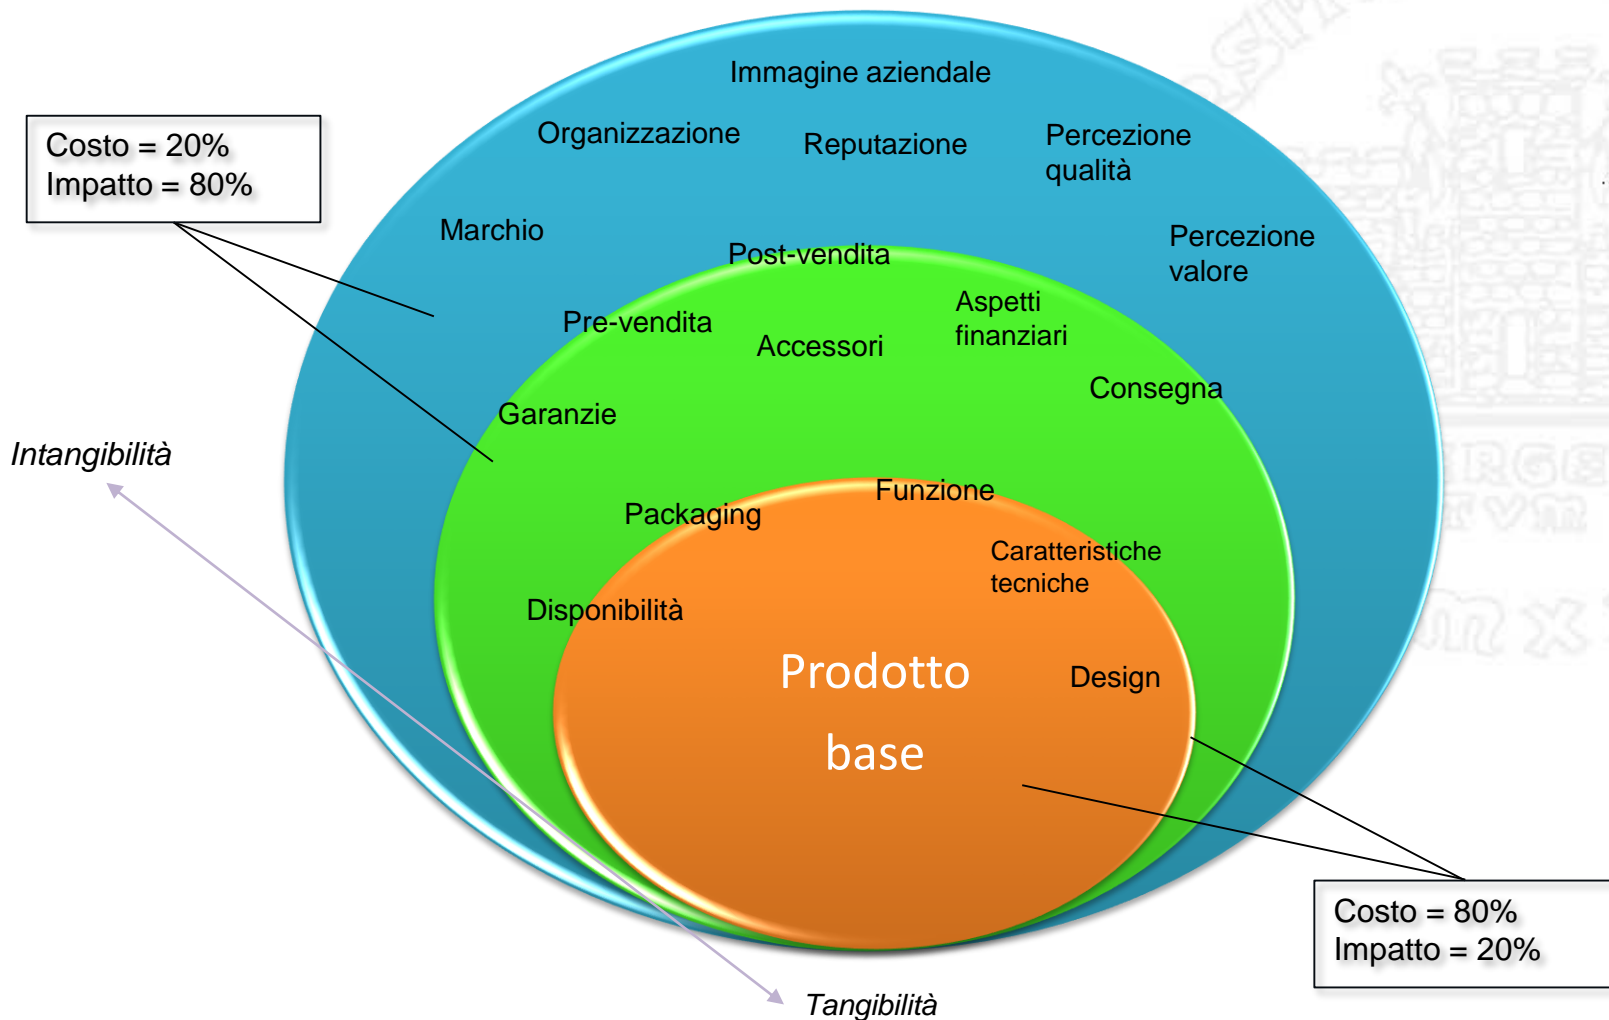 Immagine aziendale
Organizzazione
Reputazione
Percezione
qualità
Costo = 20%
Impatto = 80%
Marchio
Post-vendita
Percezione
valore
Pre-vendita
Accessori
Aspetti
finanziari
Consegna
Garanzie
Intangibilità
Packaging
Funzione
Caratteristiche
tecniche
Disponibilità
Prodotto
base
Design
Costo = 80%
Impatto = 20%
Tangibilità